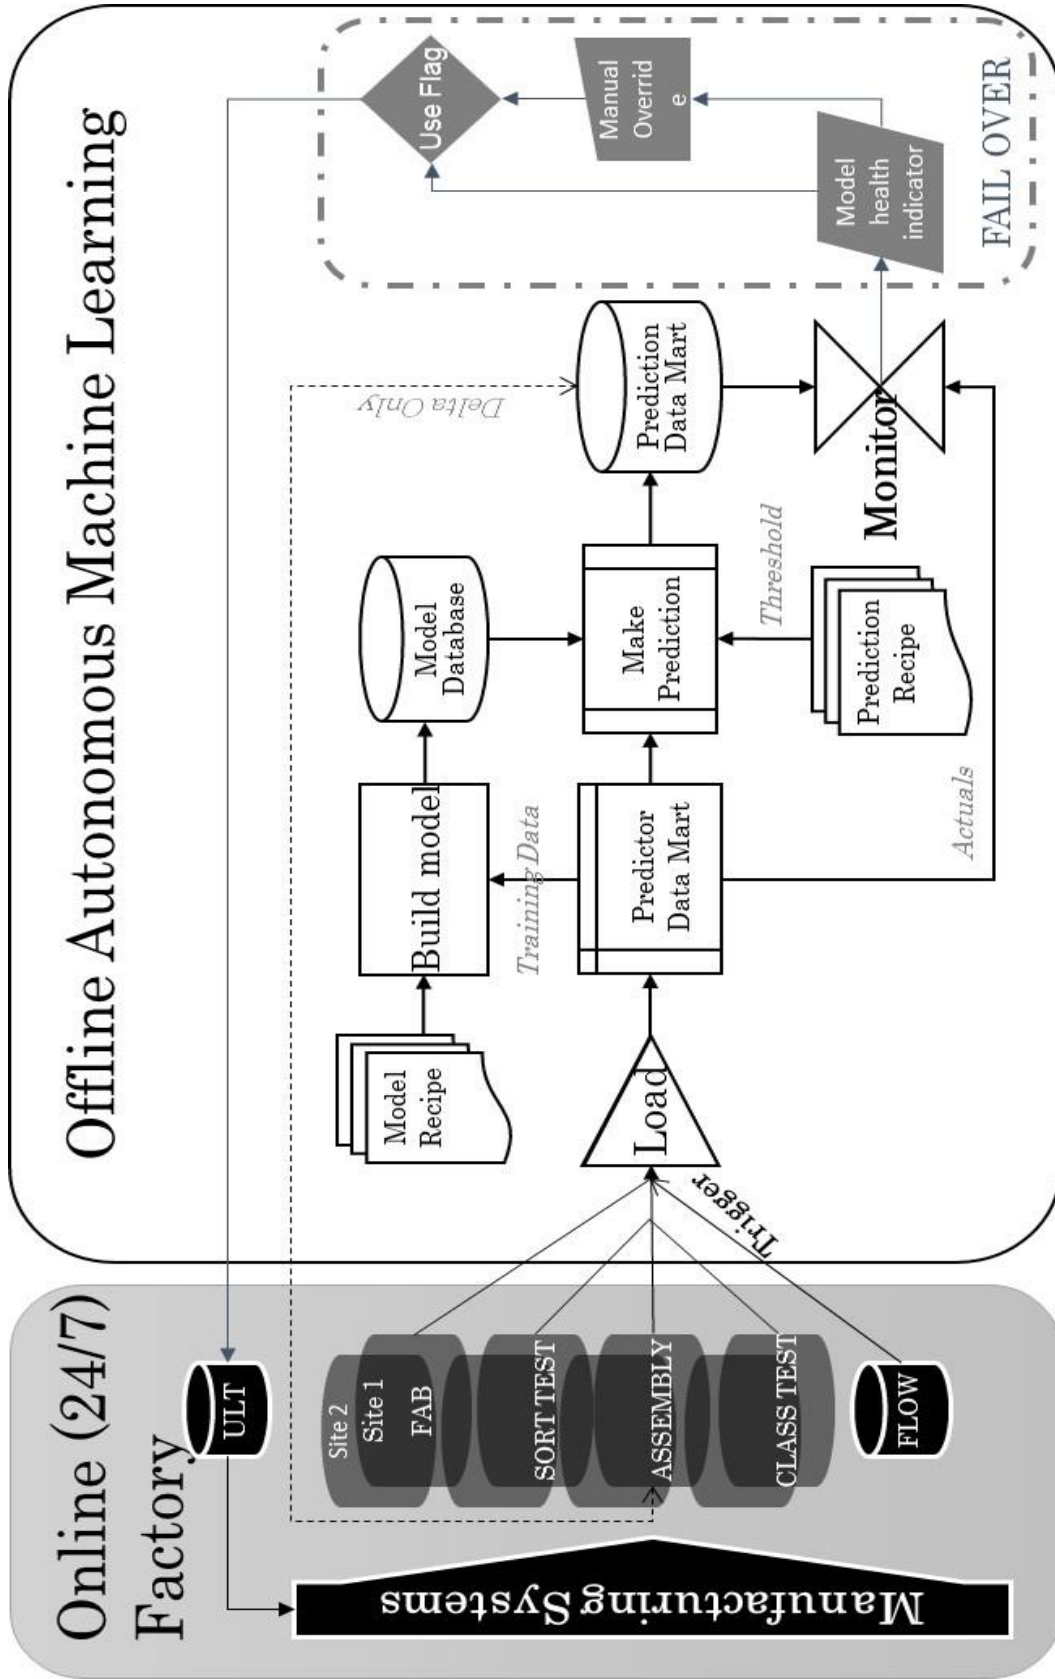 Offline Autonomous Machine Learning
Online (24/7)
Factory
ULT
Site 2
Site 1
FAB
SORT TEST
ASSEMBLY
CLASS TEST
FLOW
Manufacturing Systems
Trigger
Load
Model
Recipe
Build model
Model
Database
Training Data
Predictor
Data Mart
Make
Prediction
Prediction
Data Mart
Delta Only
Threshold
Prediction
Recipe
Actuals
Monitor
Use Flag
Manual
Overrid
e
Model
health
indicator
FAIL OVER